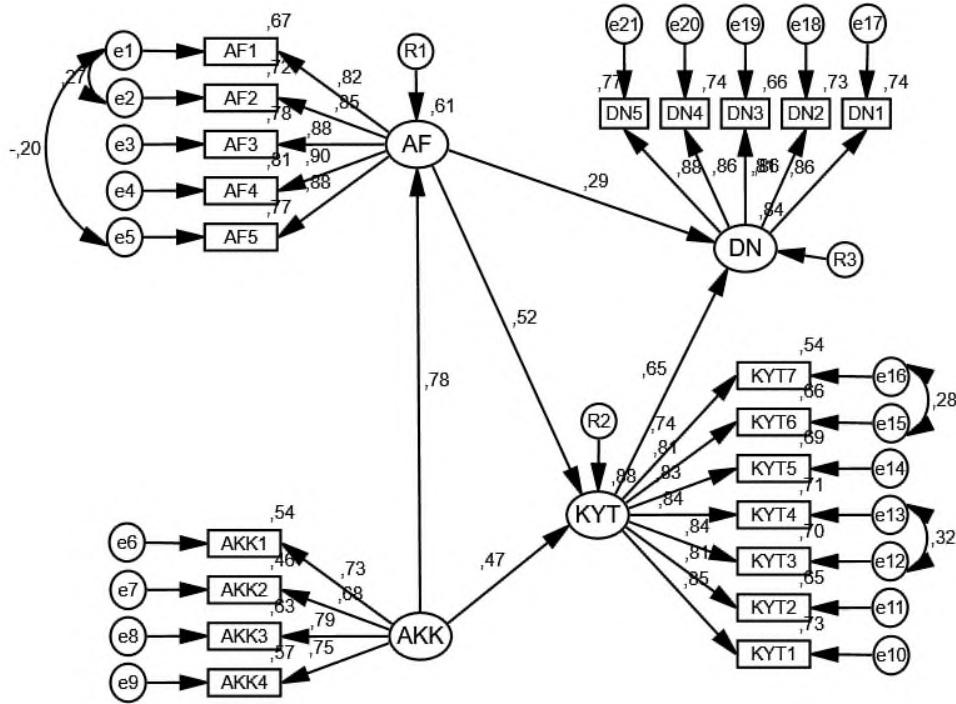 e1 AF1 ,67
,27
e2 AF2 ,72
-,20
e3 AF3 ,78
e4 AF4 ,81
e5 AF5 ,77
,82
,85
,88
,90
,88
R1
AF ,61
e21 e20 e19 e18 e17
,77 ,74 ,66 ,73 ,74
DN5 DN4 DN3 DN2 DN1
,88 ,86 ,81 ,86 ,86
,84
DN
R3
,29
,52
,78
,65
,47
R2
,88
KYT
,54
KYT7 e16
,66
,28
KYT6 e15
,69
KYT5 e14
,71
KYT4 e13
,70
,32
KYT3 e12
,65
KYT2 e11
,73
KYT1 e10
,74
,81
,83
,84
,84
,81
,85
,54
e6 AKK1
,46
e7 AKK2
,63
e8 AKK3
,57
e9 AKK4
,73
,68
,79
,75
AKK